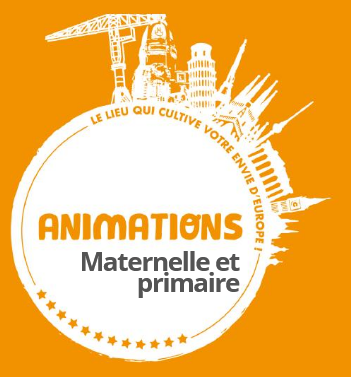 LE LIEU QUI CULTIVE VOTRE ENVIE D'EUROPE !
ANIMATIONS
Maternelle et
primaire